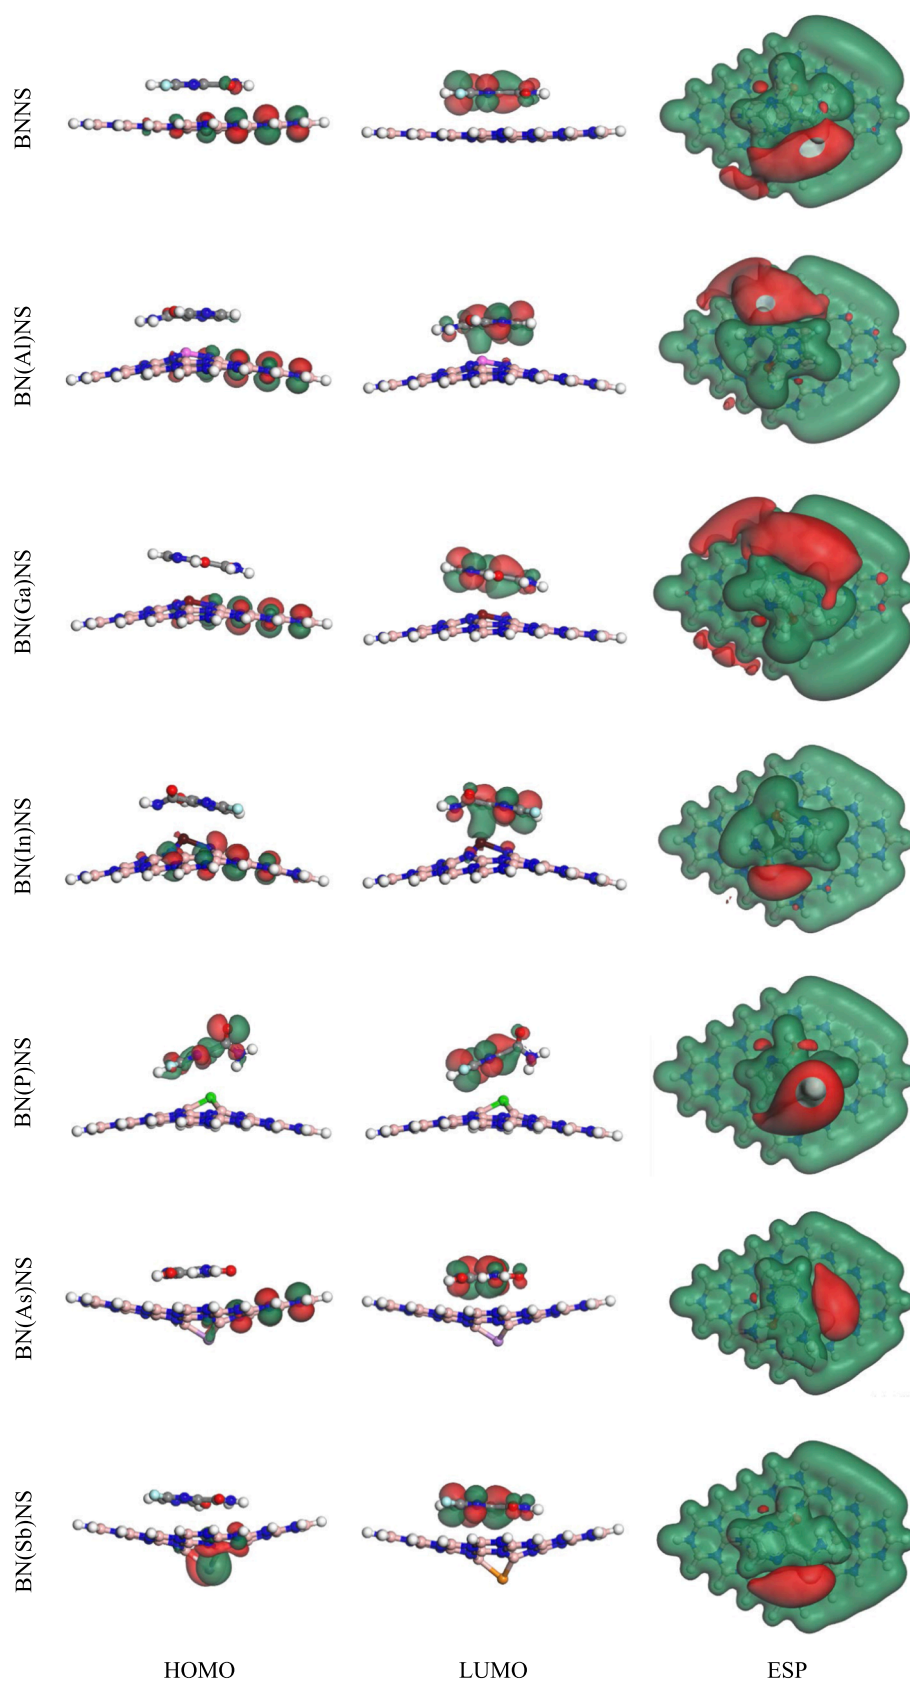 BNNS
BN(Al)NS
BN(Ga)NS
BN(In)NS
BN(P)NS
BN(As)NS
BN(Sb)NS
HOMO LUMO ESP